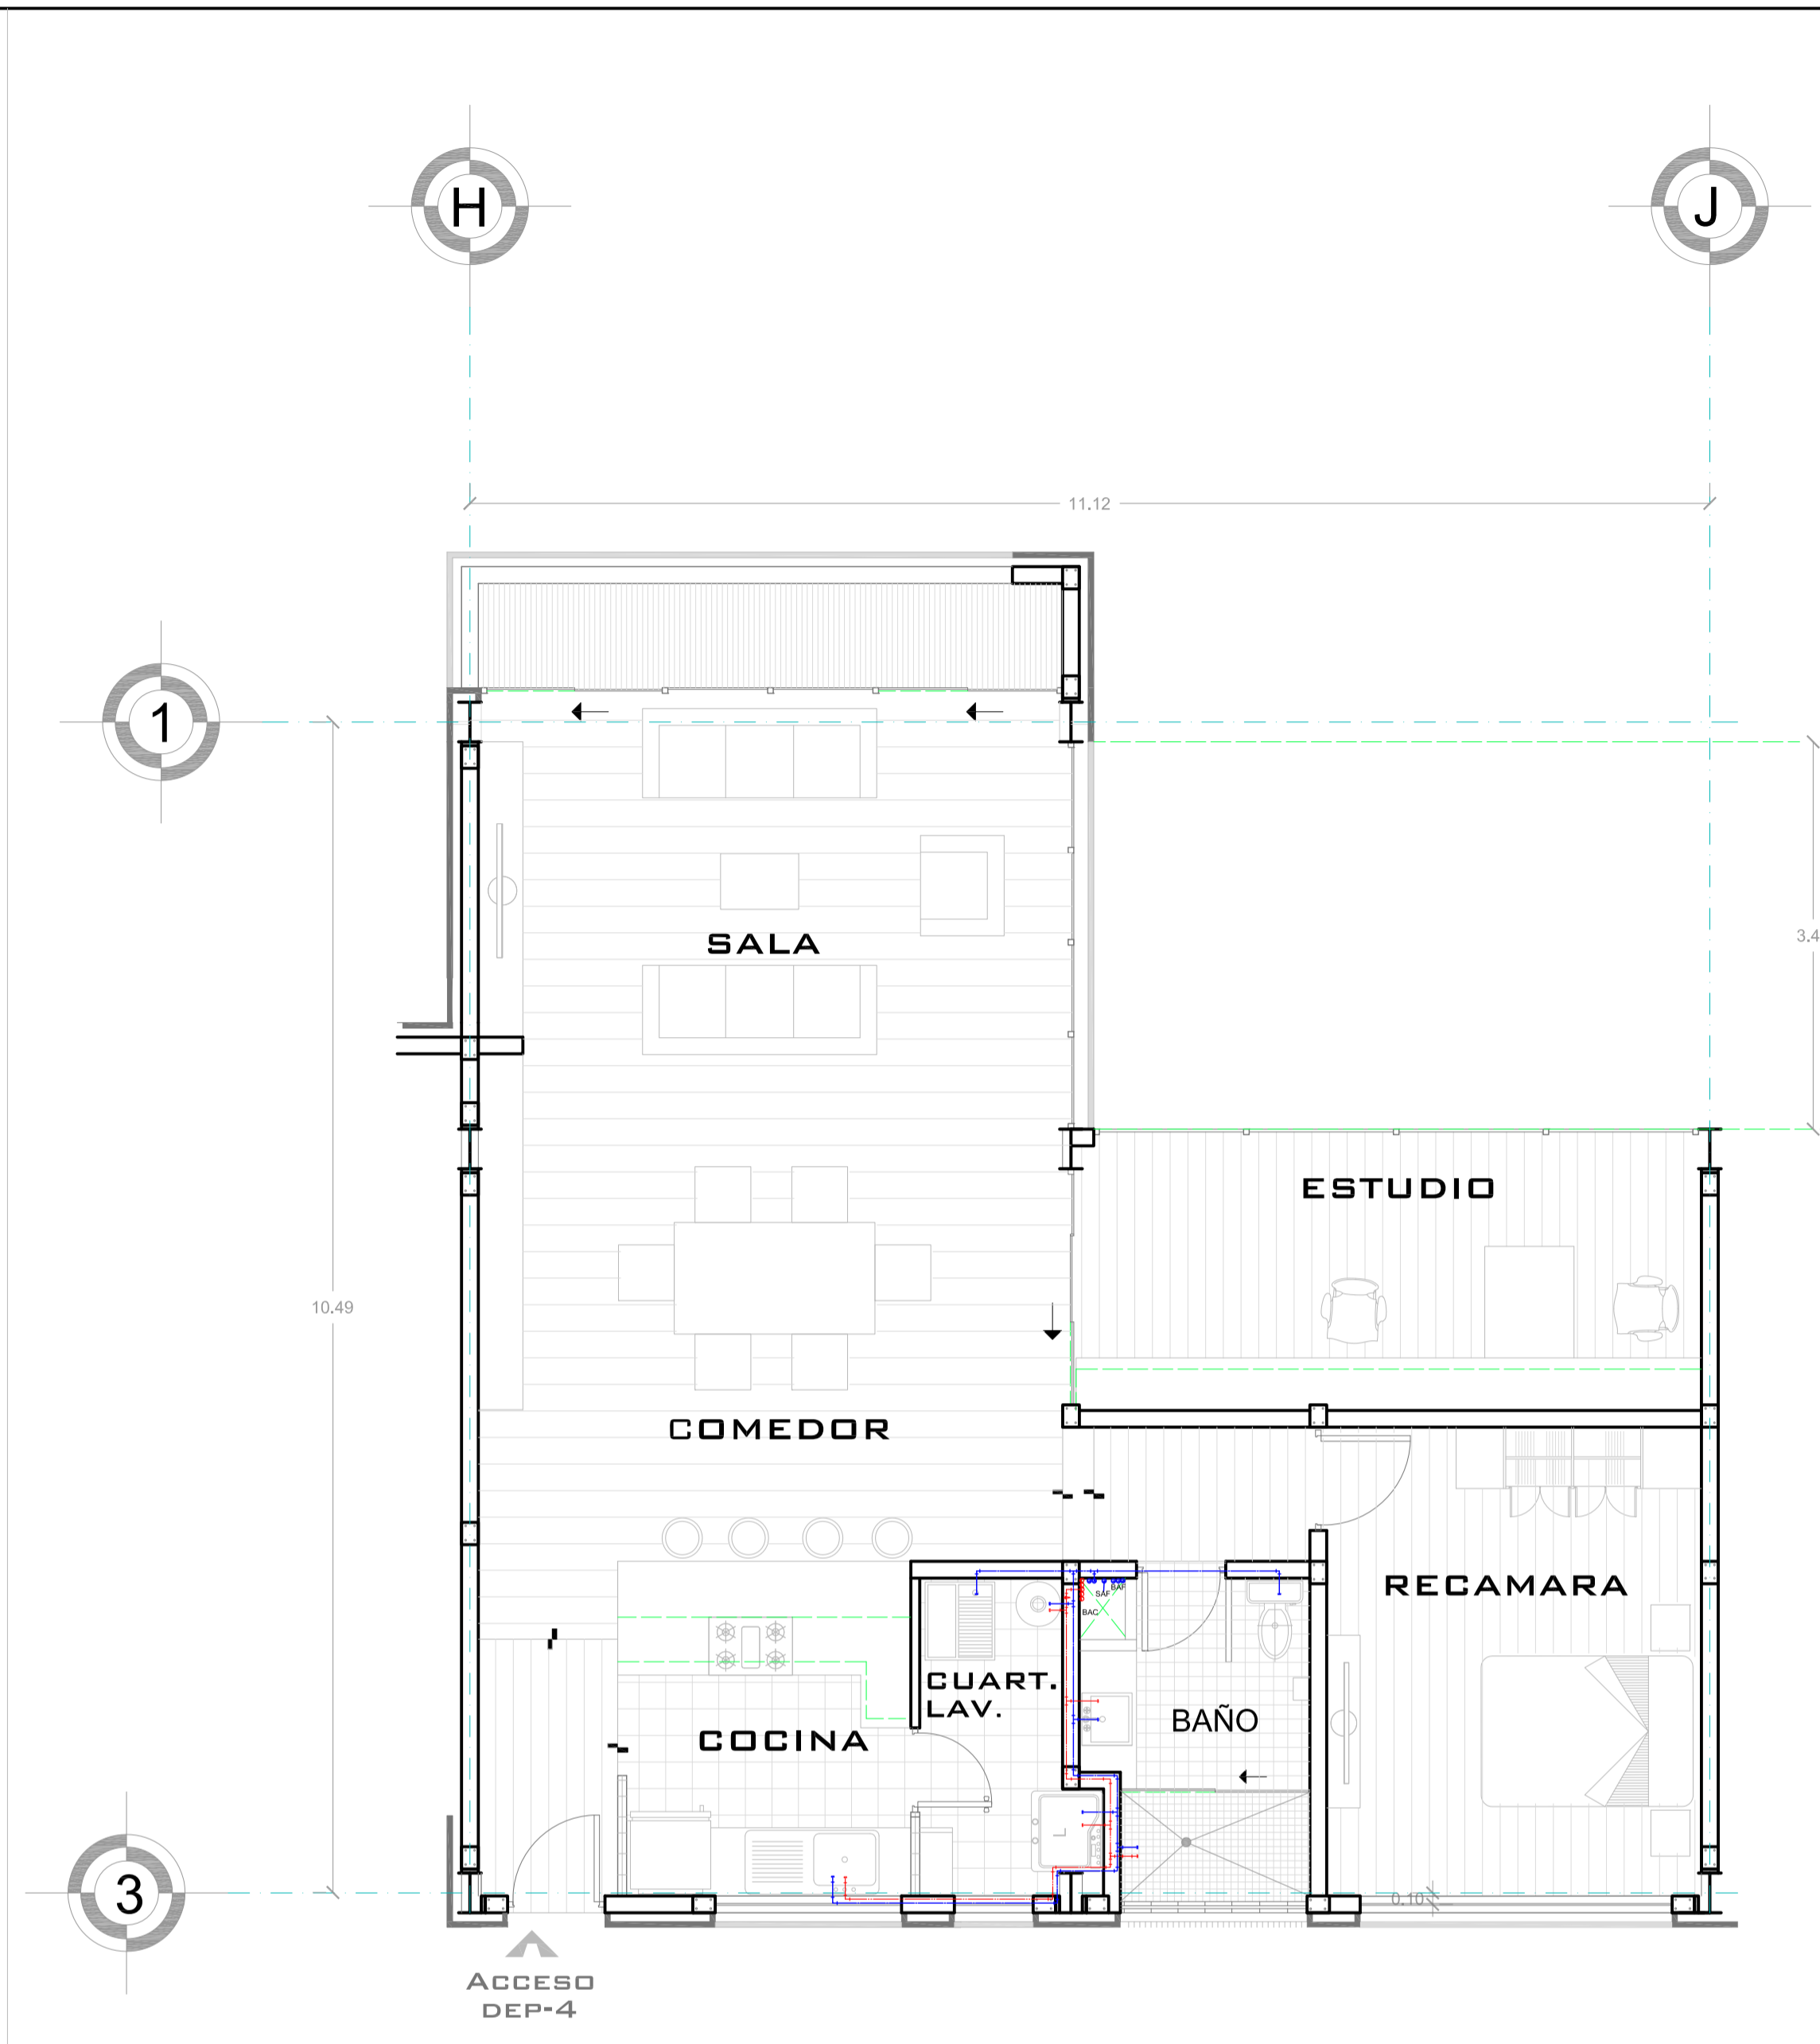 H
J
11.12
1
3.4
SALA
10.49
ESTUDIO
COMEDOR
RECAMARA
SAF
BAF
BAC
CUART.
LAV.
BAÑO
COCINA
L
3
0.10
ACCESO
DEP-4